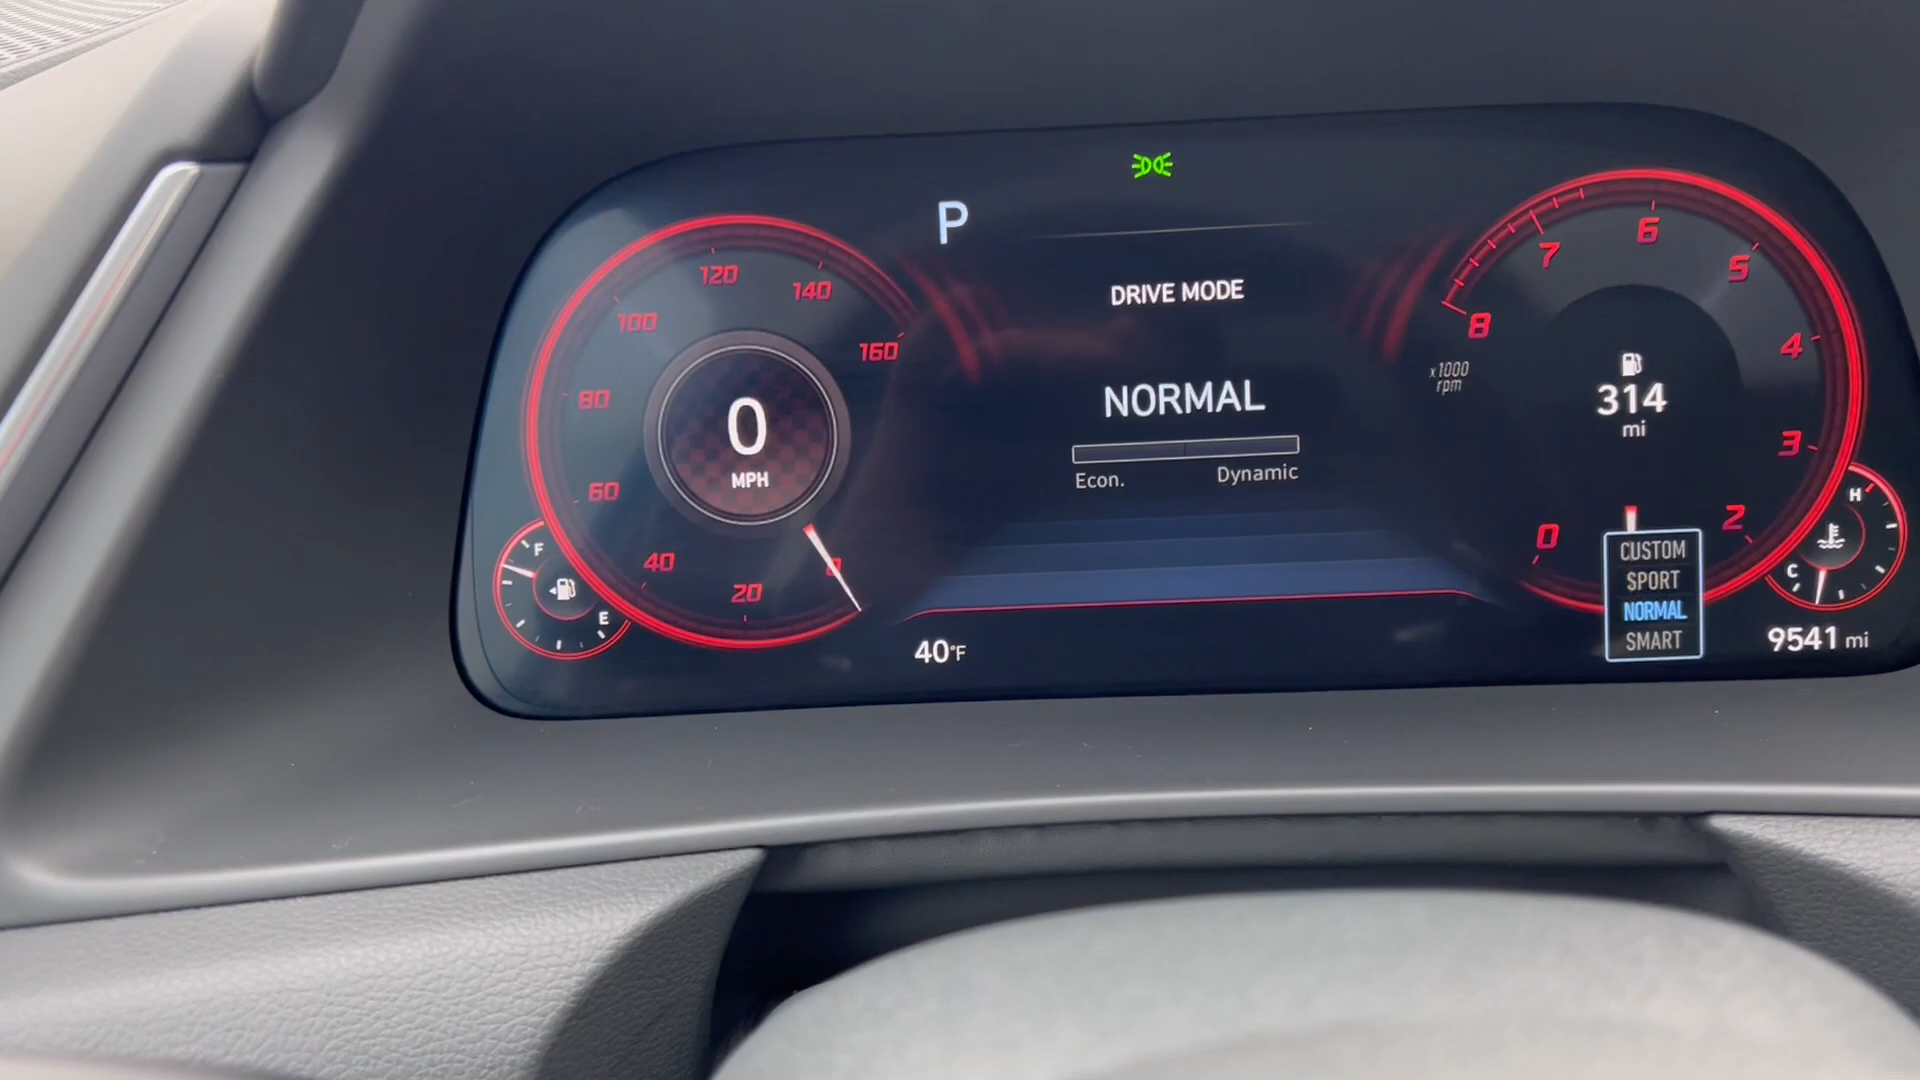 P
DRIVE MODE
NORMAL
Econ.
Dynamic
0
MPH
0
20
40
60
80
100
120
140
160
F
E
40°F
8
7
6
5
4
3
2
0
x1000
rpm
314
mi
CUSTOM
SPORT
NORMAL
SMART
H
C
9541 mi